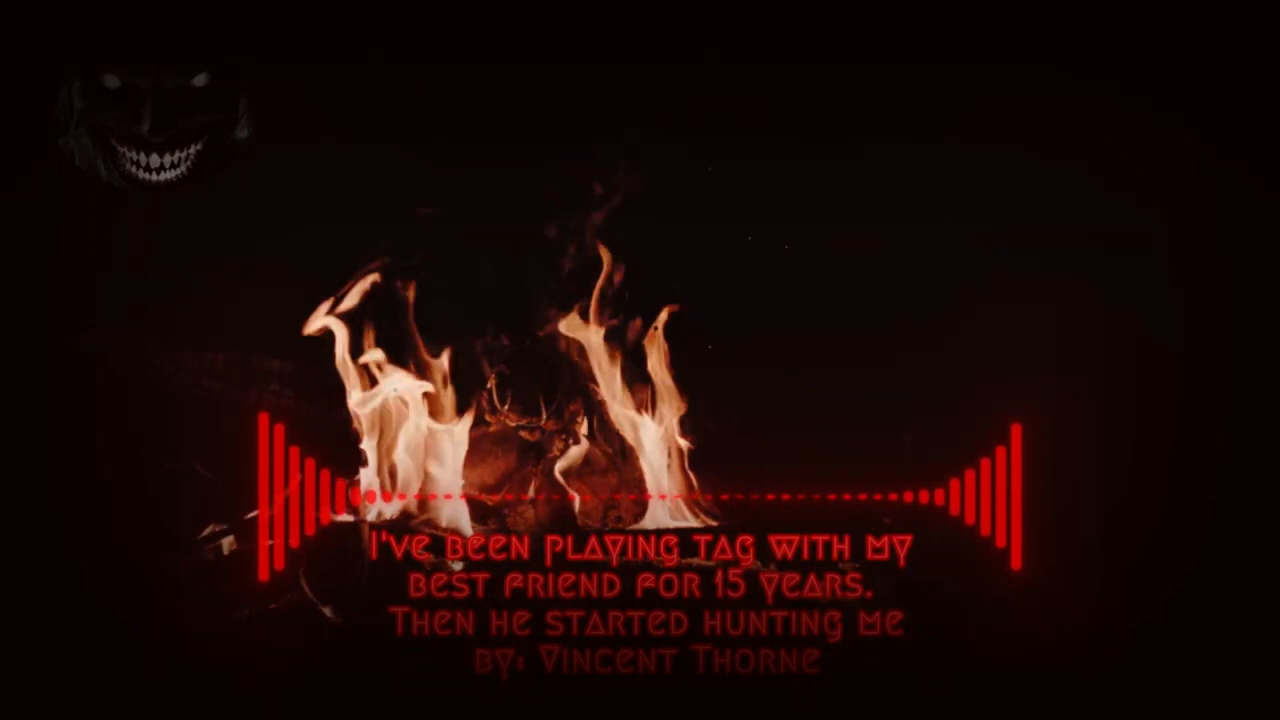 I've been playing tag with my
best friend for 15 years.
Then he started hunting me
by: Vincent Thorne